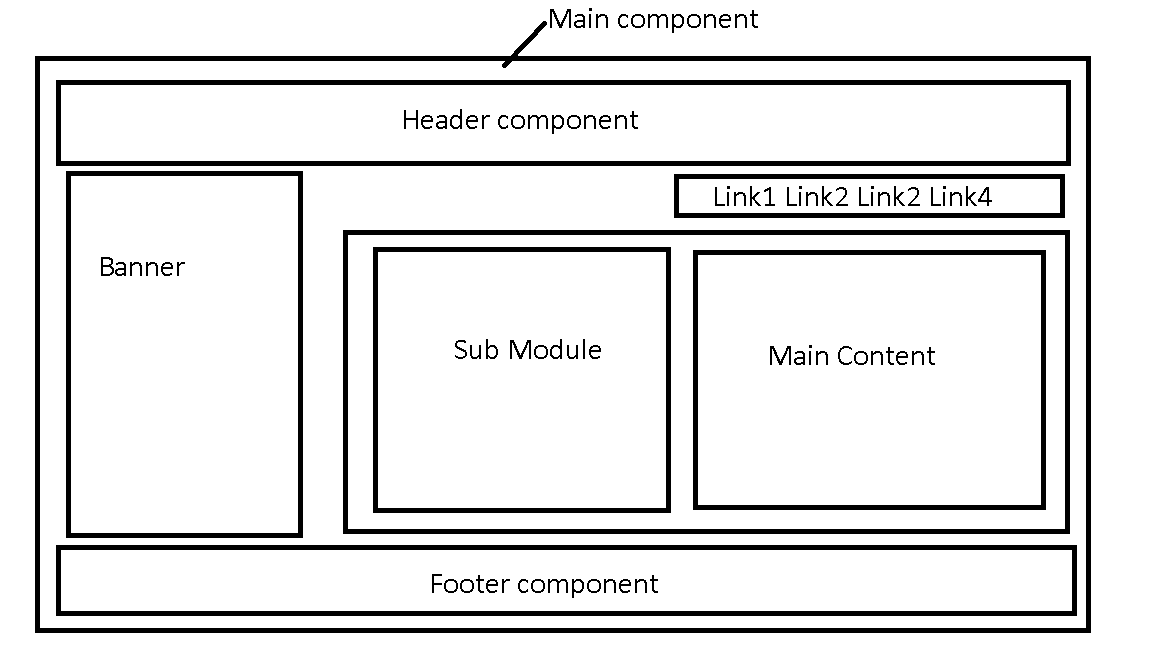 Main component
Header component
Link1 Link2 Link2 Link4
Banner
Sub Module
Main Content
Footer component